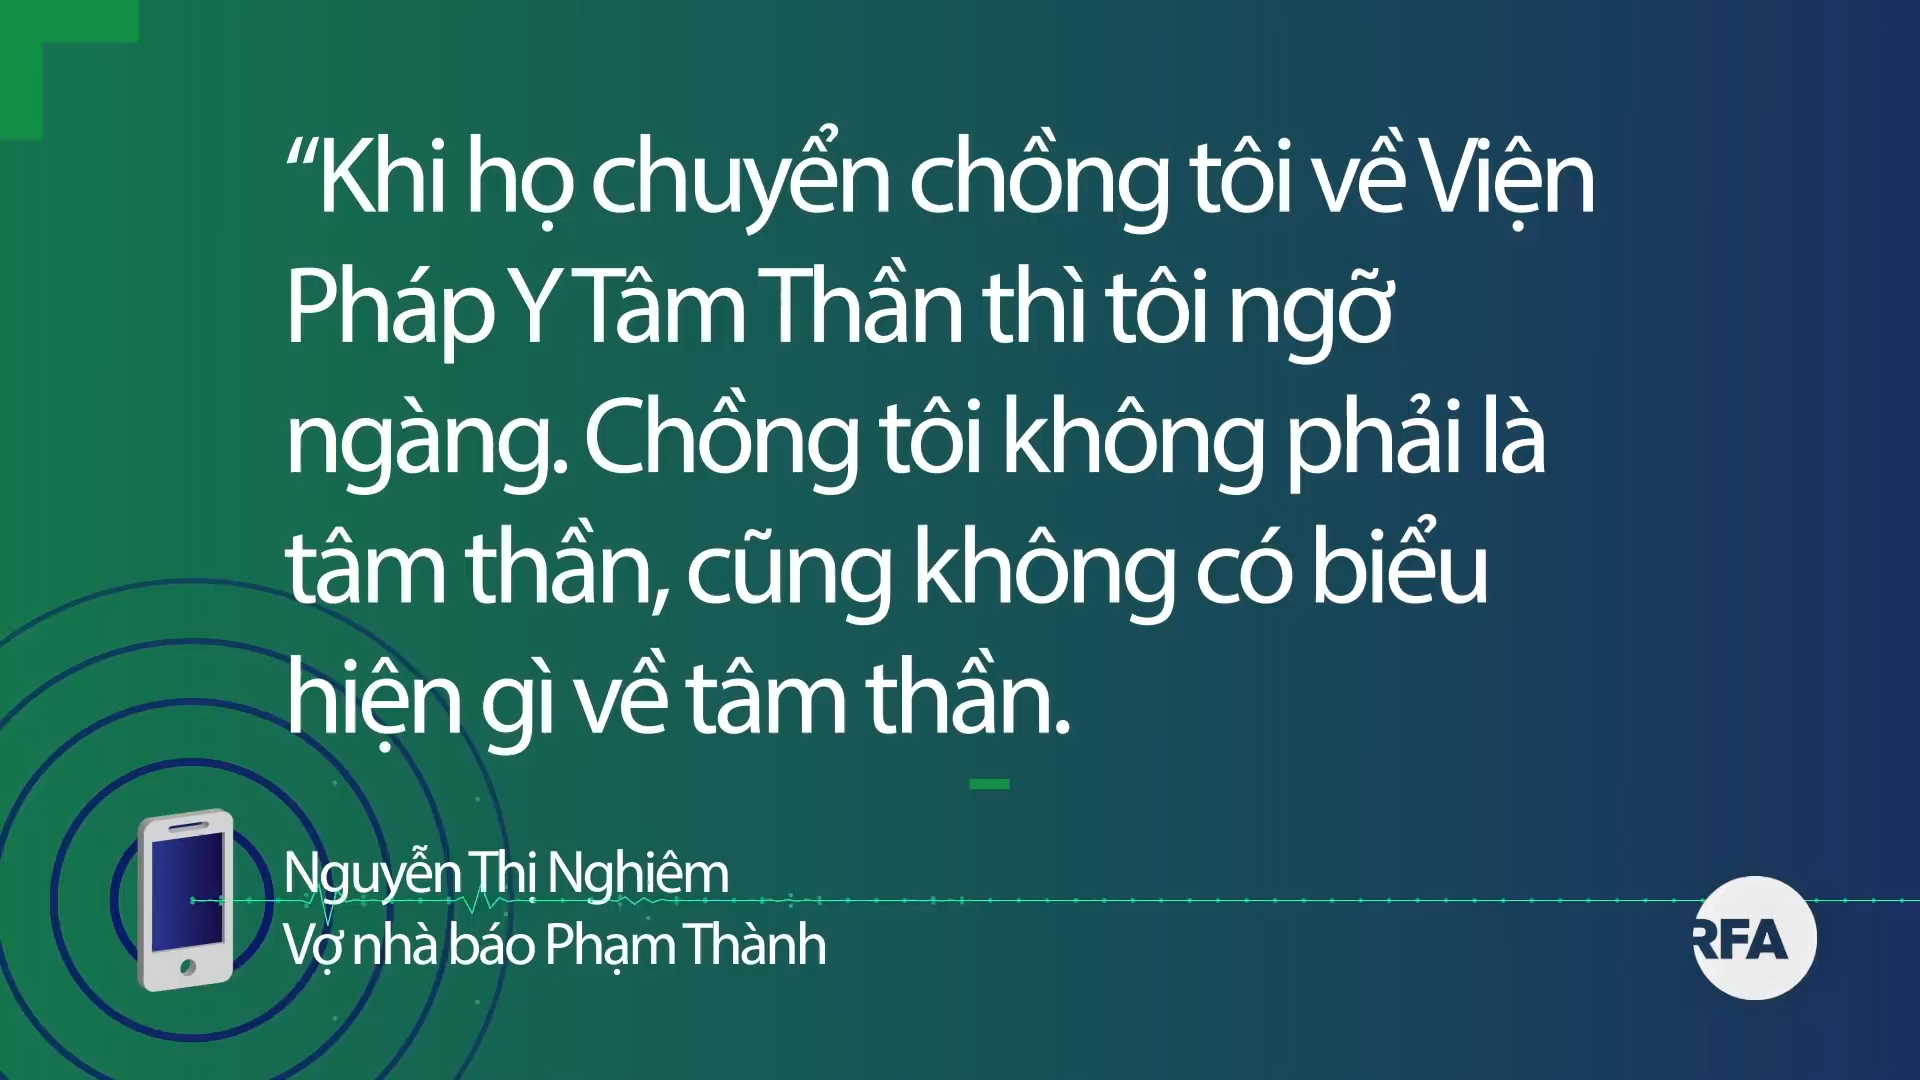 “Khi họ chuyển chồng tôi về Viện
Pháp Y Tâm Thần thì tôi ngỡ
ngàng. Chồng tôi không phải là
tâm thần, cũng không có biểu
hiện gì về tâm thần.
Nguyễn Thị Nghiêm
Vợ nhà báo Phạm Thành
RFA